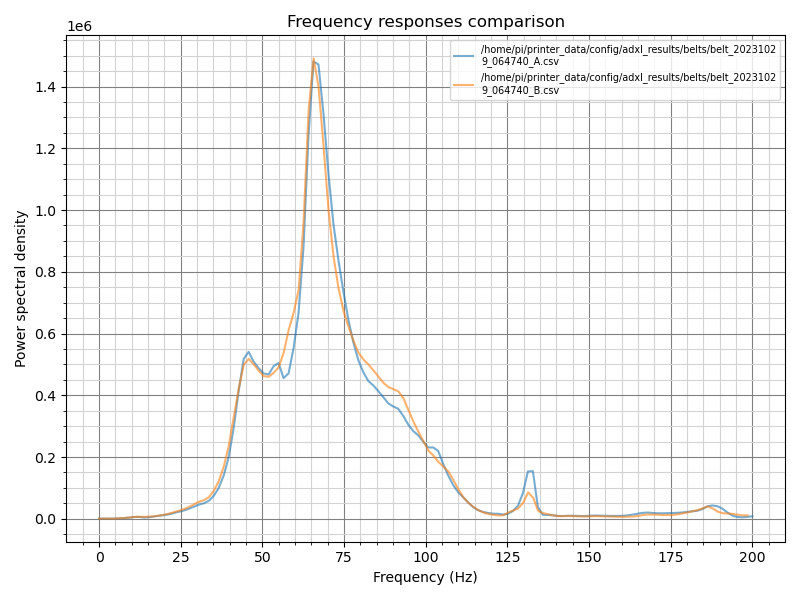 Frequency responses comparison
1e6
/home/pi/printer_data/config/adxl_results/belts/belt_2023102
9_064740_A.csv
/home/pi/printer_data/config/adxl_results/belts/belt_2023102
9_064740_B.csv
1.4
1.2
1.0
0.8
0.6
0.4
0.2
0.0
Power spectral density
0 25 50 75 100 125 150 175 200
Frequency (Hz)